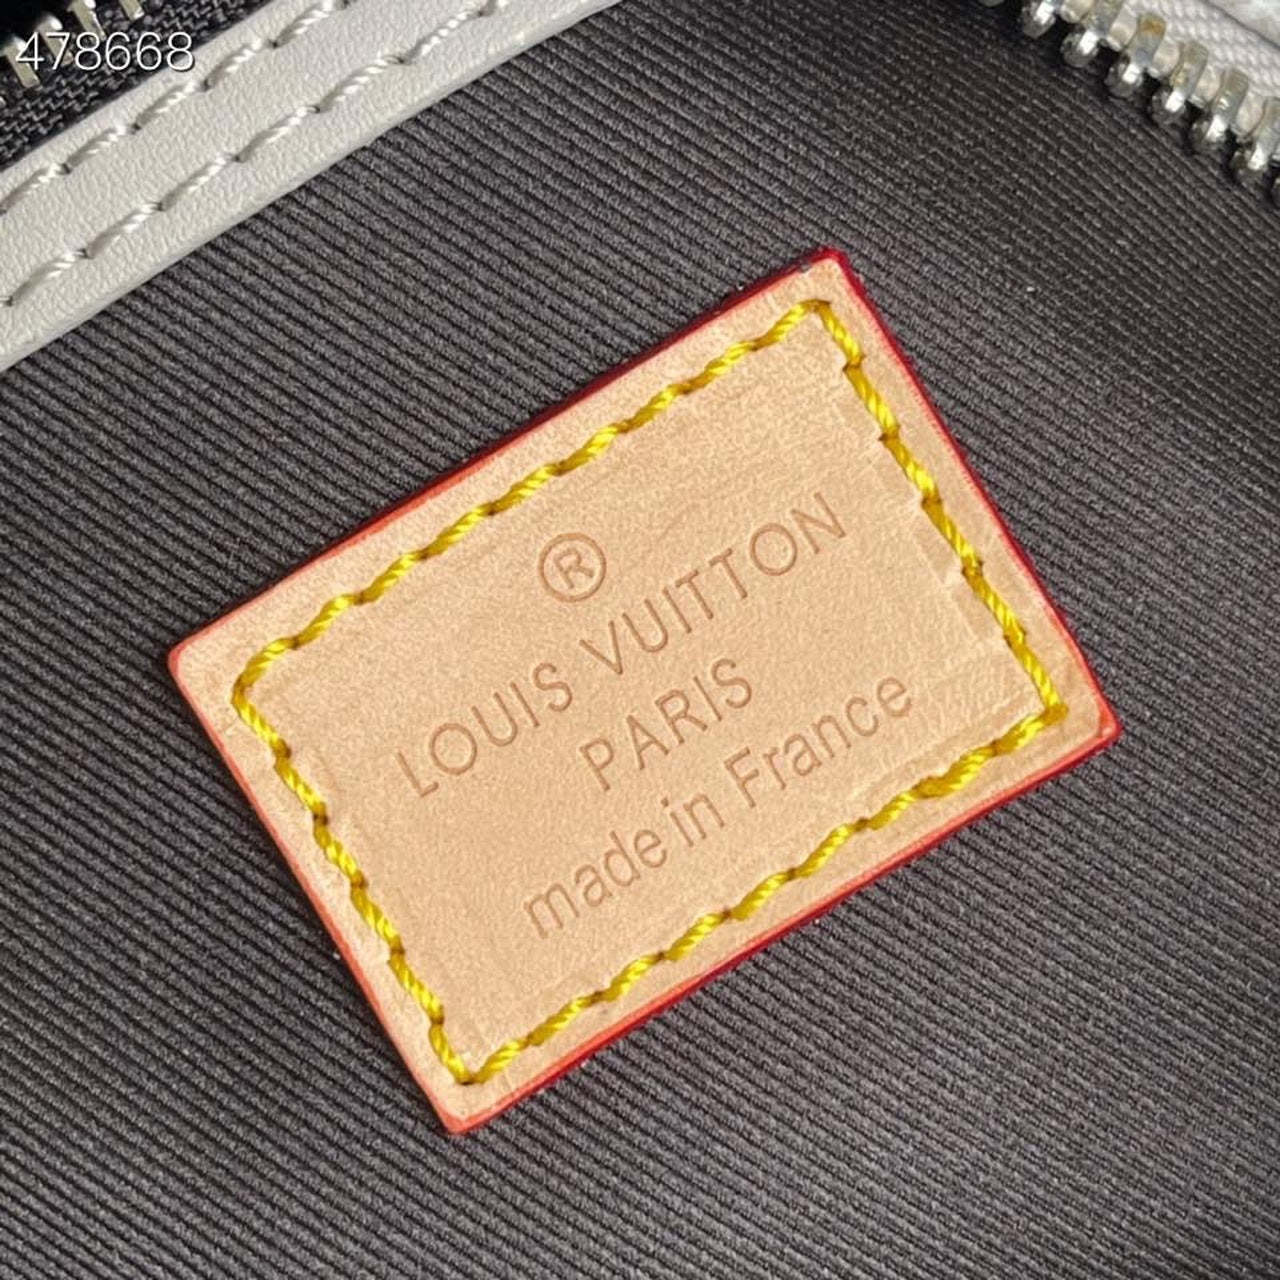 478668
®
LOUIS VUITTON
PARIS
made in France